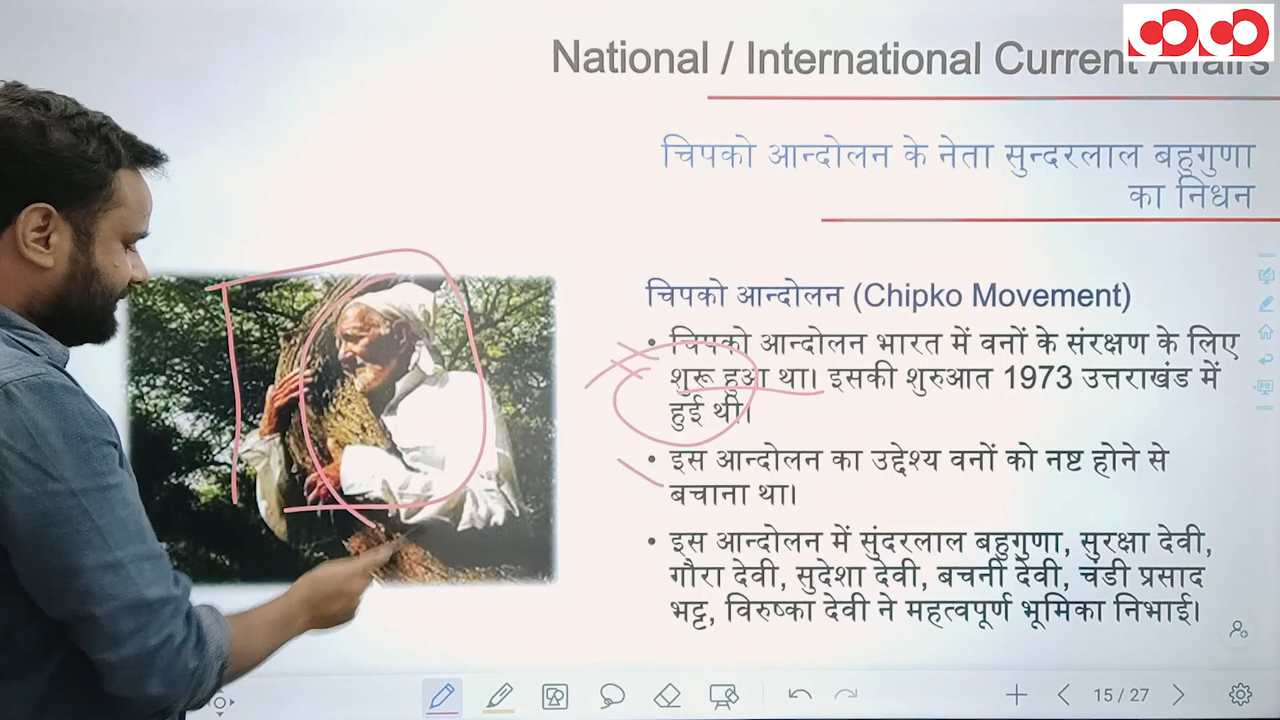 National / International Current Affairs
चिपको आन्दोलन के नेता सुन्दरलाल बहुगुणा
का निधन
चिपको आन्दोलन (Chipko Movement)
• चिपको आन्दोलन भारत में वनों के संरक्षण के लिए
शुरू हुआ था। इसकी शुरुआत 1973 उत्तराखंड में
हुई थी।
• इस आन्दोलन का उद्देश्य वनों को नष्ट होने से
बचाना था।
• इस आन्दोलन में सुंदरलाल बहुगुणा, सुरक्षा देवी,
गौरा देवी, सुदेशा देवी, बचनी देवी, चंडी प्रसाद
भट्ट, विरुष्का देवी ने महत्वपूर्ण भूमिका निभाई।
15 / 27